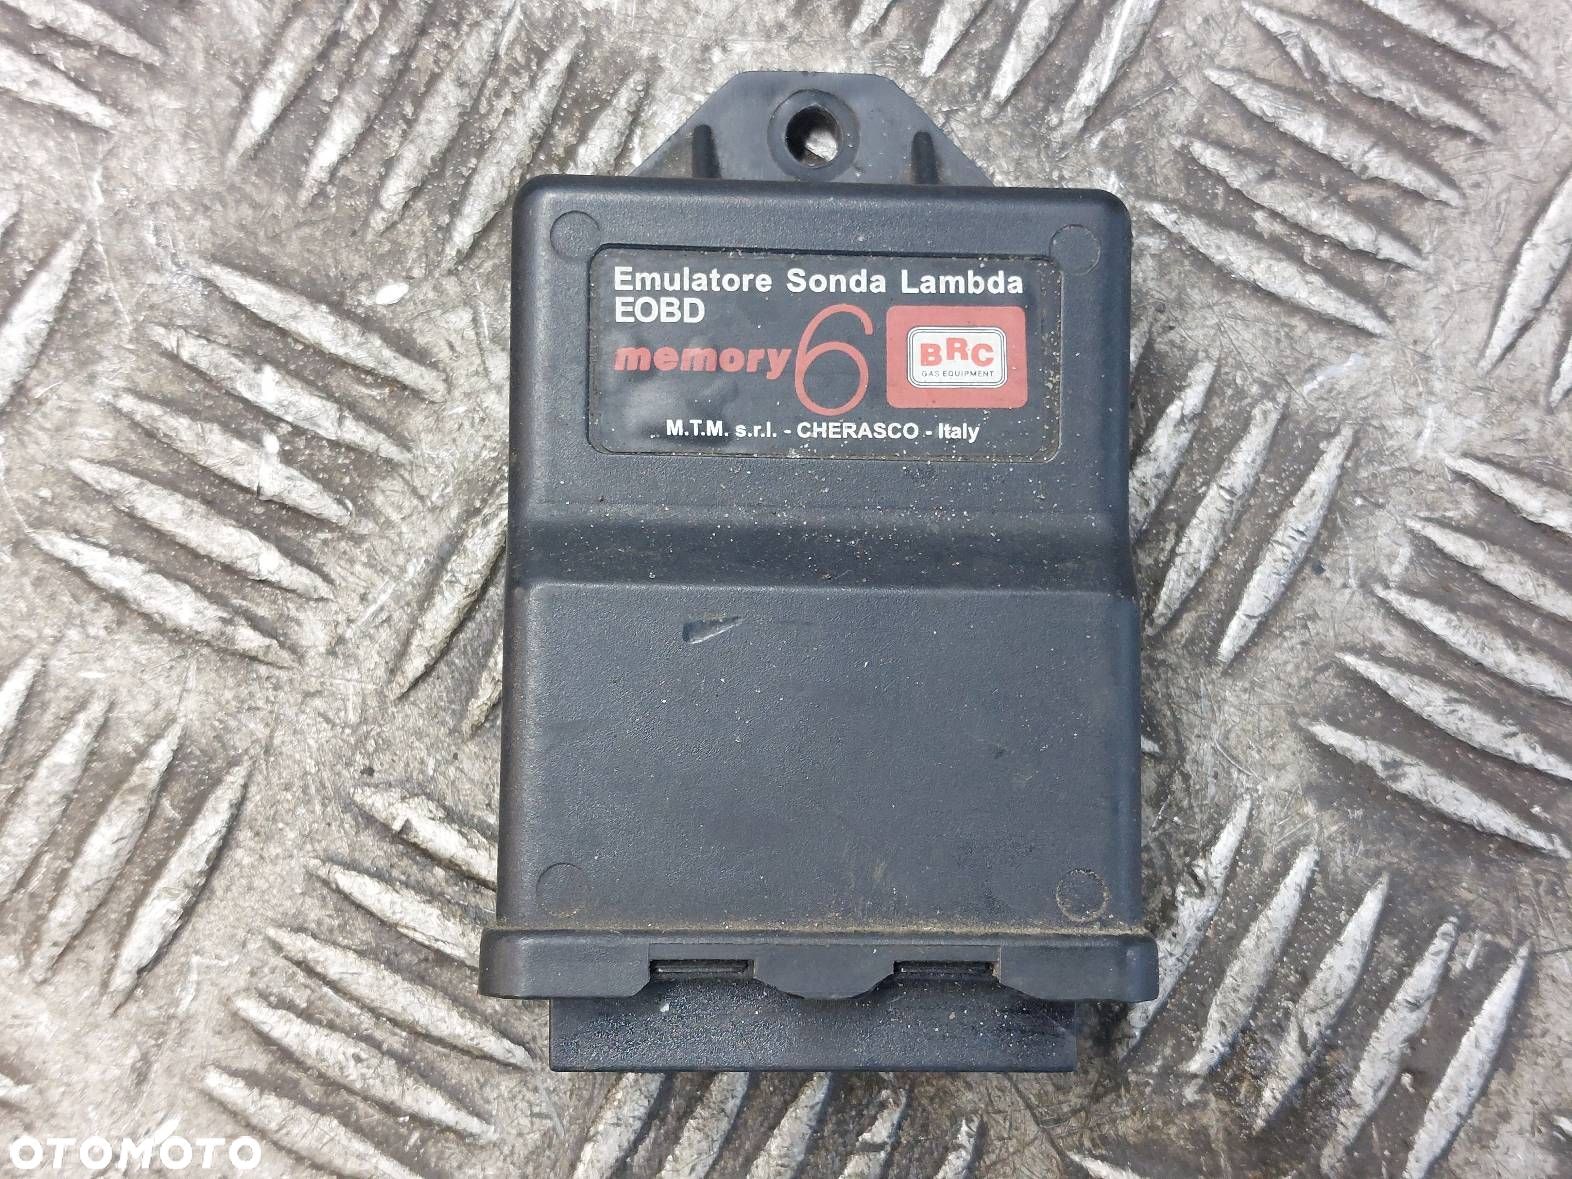 Emulatore Sonda Lambda
EOBD
memory 6
BRC
GAS EQUIPMENT
M.T.M. s.r.l. - CHERASCO - Italy
OTOMOTO